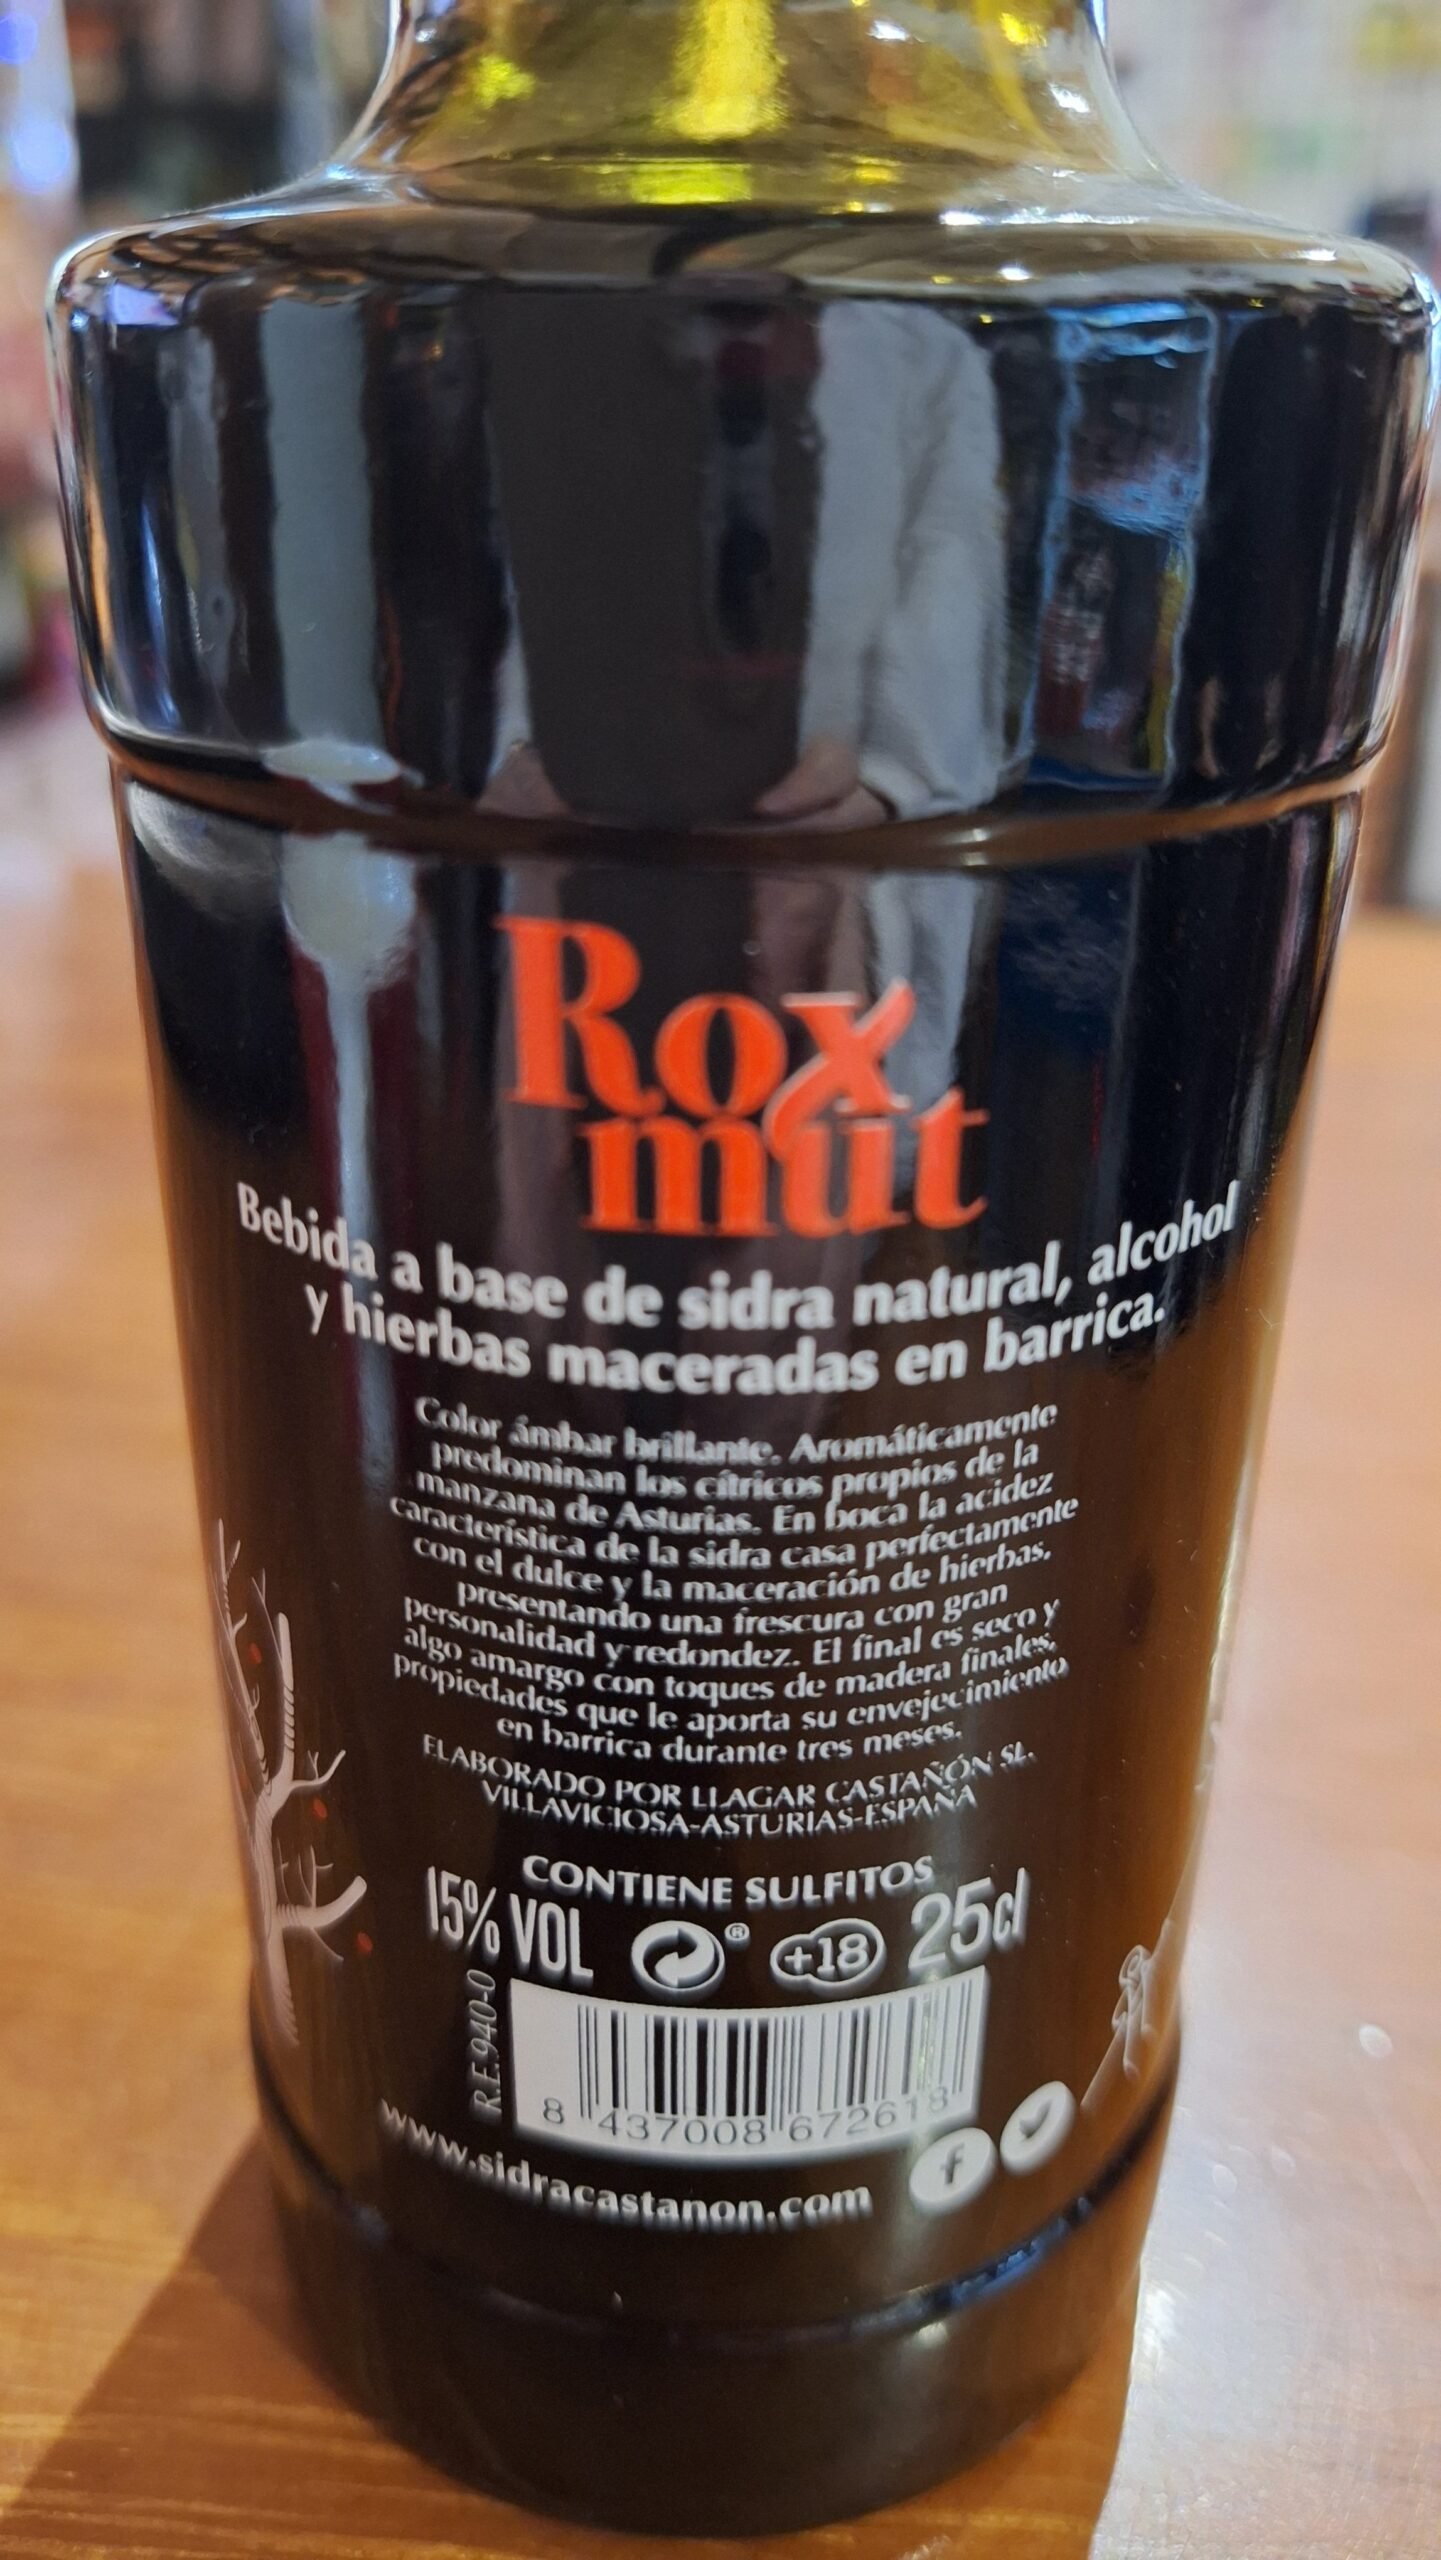 Rox
mut
Bebida a base de sidra natural, alcohol
y hierbas maceradas en barrica.
Color ámbar brillante. Aromáticamente
predominan los cítricos propios de la
manzana de Asturias. En boca la acidez
característica de la sidra casa perfectamente
con el dulce y la maceración de hierbas,
presentando una frescura con gran
personalidad y redondez. El final es seco y
algo amargo con toques de madera finales,
propiedades que le aporta su envejecimiento
en barrica durante tres meses.
ELABORADO POR LLAGAR CASTAÑÓN SL.
VILLAVICIOSA-ASTURIAS-ESPAÑA
CONTIENE SULFITOS
15% VOL ® +18 25cl
R.E.940-0
8 437008 672618
www.sidracastanon.com f